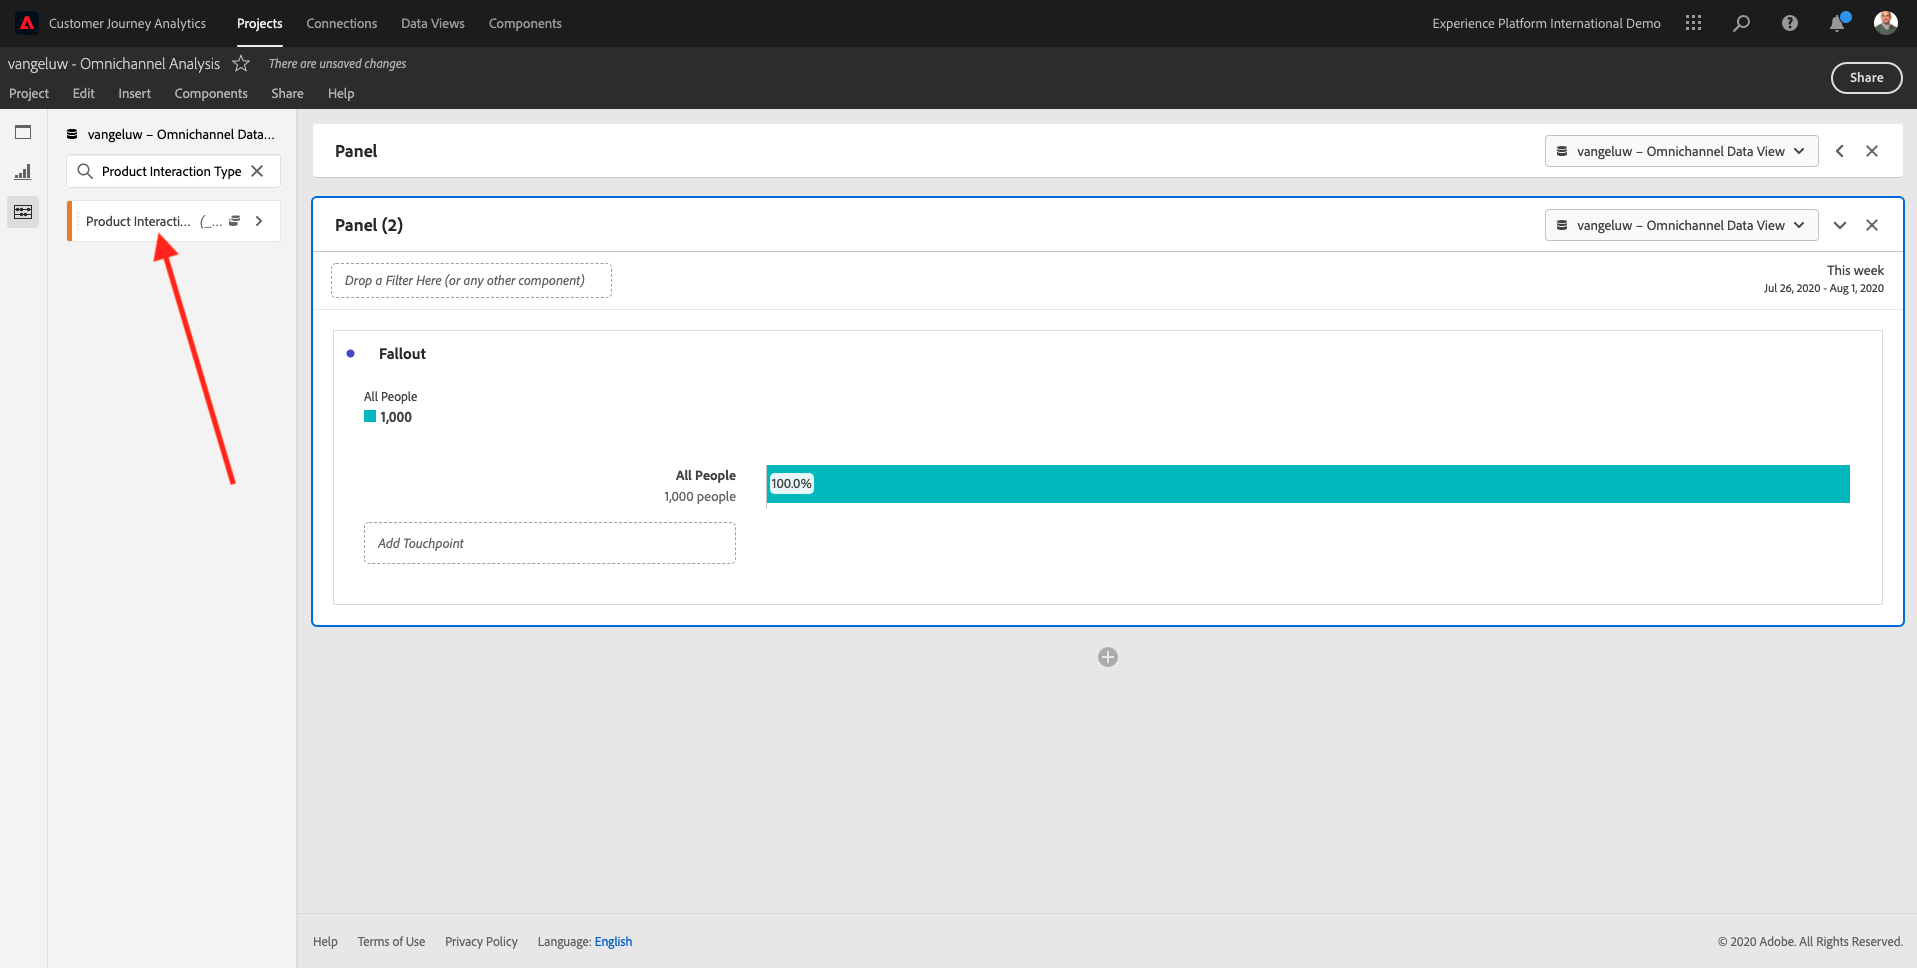 Customer Journey Analytics
Projects
Connections
Data Views
Components
Experience Platform International Demo
vangeluw - Omnichannel Analysis
There are unsaved changes
Project
Edit
Insert
Components
Share
Help
Share
vangeluw – Omnichannel Data...
Product Interaction Type
Product Interacti... (_...
Panel
vangeluw – Omnichannel Data View
Panel (2)
vangeluw – Omnichannel Data View
Drop a Filter Here (or any other component)
This week
Jul 26, 2020 - Aug 1, 2020
Fallout
All People
1,000
All People
1,000 people
100.0%
Add Touchpoint
Help
Terms of Use
Privacy Policy
Language: English
© 2020 Adobe. All Rights Reserved.